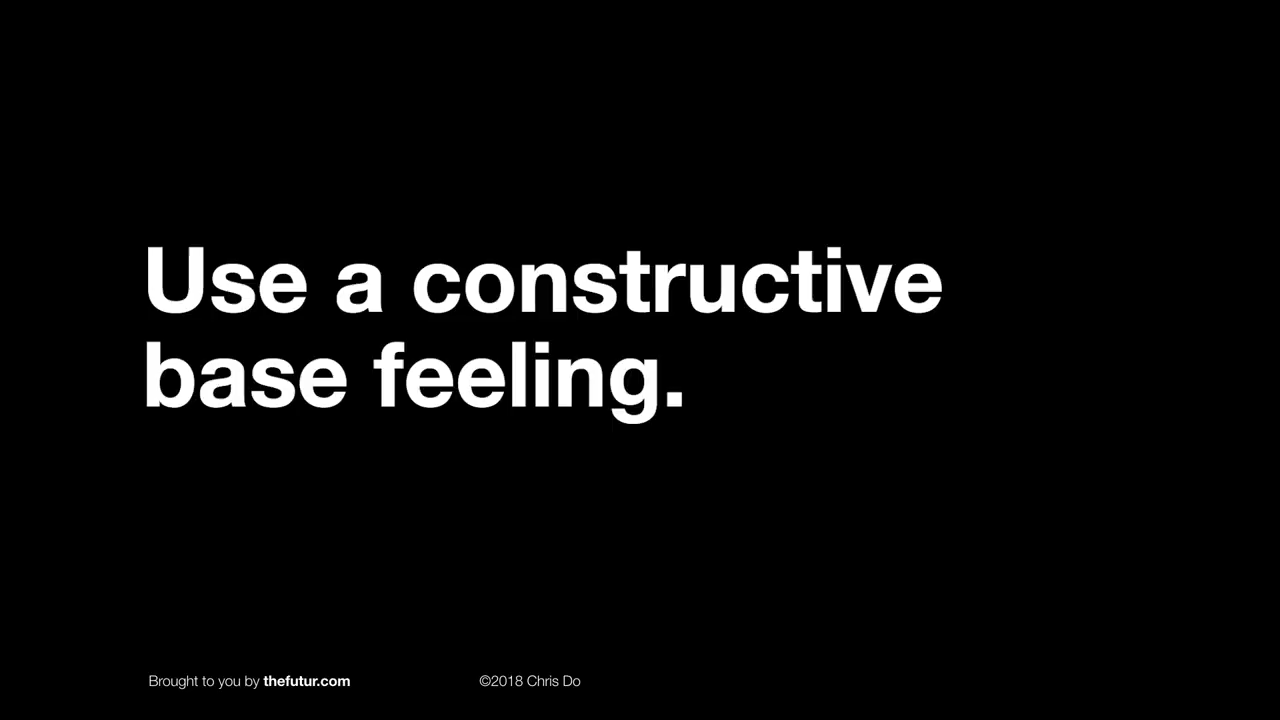 Use a constructive
base feeling.
Brought to you by thefutur.com
©2018 Chris Do